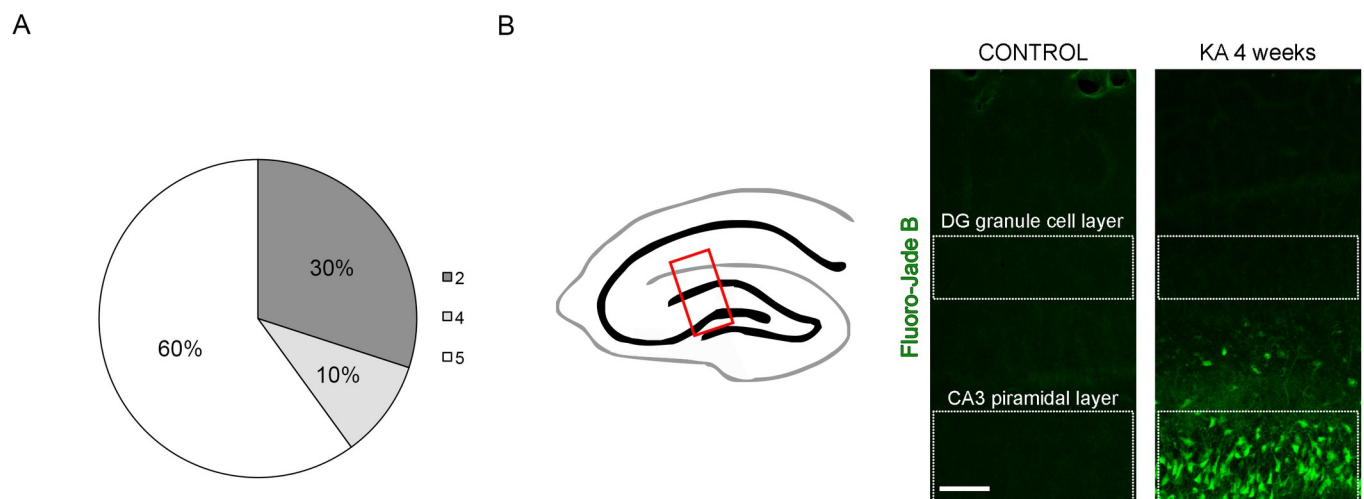 A
30%
10%
60%
2
4
5
B
CONTROL
KA 4 weeks
Fluoro-Jade B
DG granule cell layer
CA3 piramidal layer